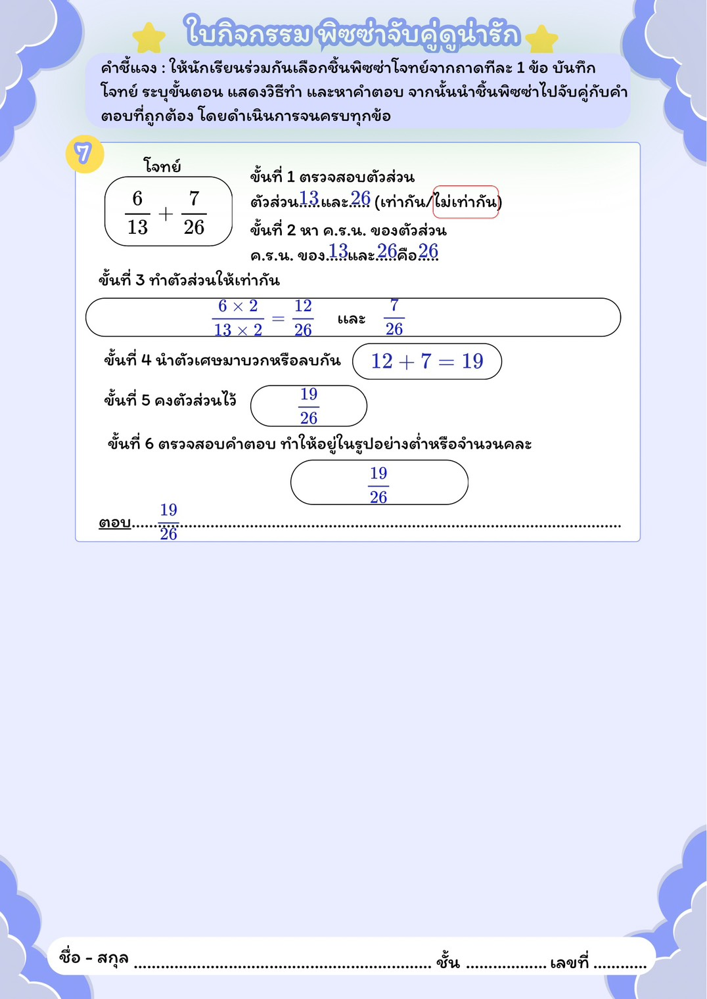 ใบกิจกรรม พิซซ่าจับคู่ดูน่ารัก
คำชี้แจง : ให้นักเรียนร่วมกันเลือกชิ้นพิซซ่าโจทย์จากถาดทีละ 1 ข้อ บันทึก
โจทย์ ระบุขั้นตอน แสดงวิธีทำ และหาคำตอบ จากนั้นนำชิ้นพิซซ่าไปจับคู่กับคำ
ตอบที่ถูกต้อง โดยดำเนินการจนครบทุกข้อ
7
โจทย์
6/13 + 7/26
ขั้นที่ 1 ตรวจสอบตัวส่วน
ตัวส่วน 13 และ 26 (เท่ากัน/ไม่เท่ากัน)
ขั้นที่ 2 หา ค.ร.น. ของตัวส่วน
ค.ร.น. ของ 13 และ 26 คือ 26
ขั้นที่ 3 ทำตัวส่วนให้เท่ากัน
(6 × 2)/(13 × 2) = 12/26 และ 7/26
ขั้นที่ 4 นำตัวเศษมาบวกหรือลบกัน 12 + 7 = 19
ขั้นที่ 5 คงตัวส่วนไว้ 19/26
ขั้นที่ 6 ตรวจสอบคำตอบ ทำให้อยู่ในรูปอย่างต่ำหรือจำนวนคละ
19/26
ตอบ 19/26
ชื่อ - สกุล ........ ชั้น ........ เลขที่ ........